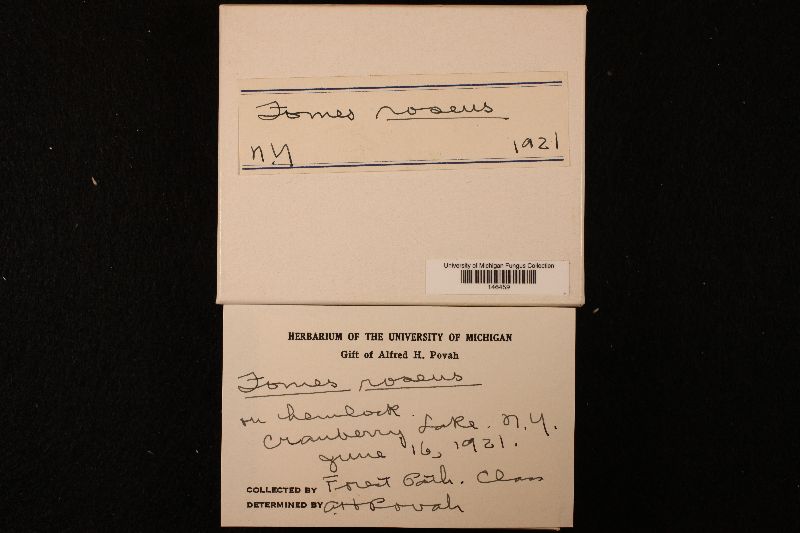 Fomes roseus
NY 1921
University of Michigan Fungus Collection
HERBARIUM OF THE UNIVERSITY OF MICHIGAN
Gift of Alfred H. Povah
Fomes roseus
on hemlock.
Cranberry Lake. N.Y.
June 16, 1921.
COLLECTED BY Forest Path. Class
DETERMINED BY AH Povah